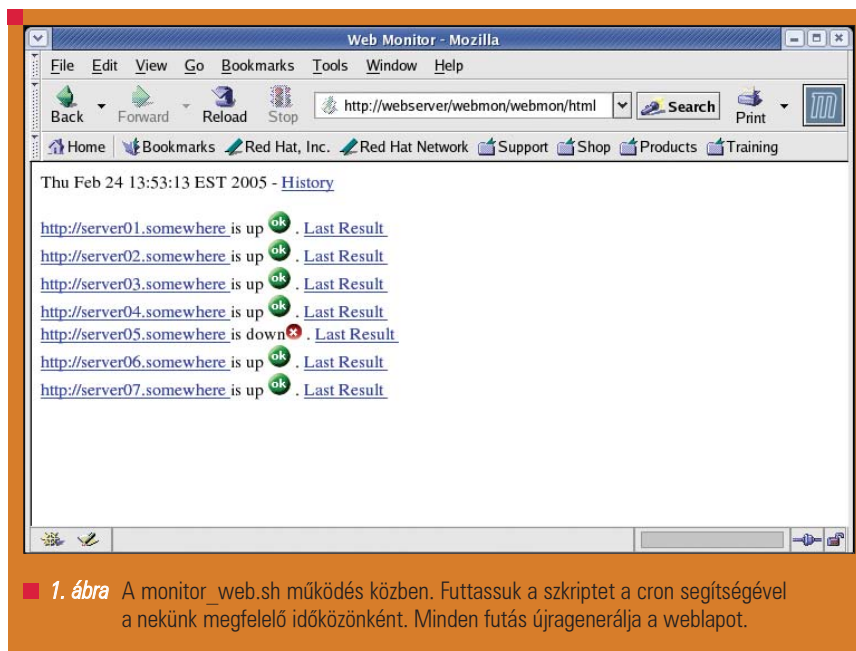 Web Monitor - Mozilla
File Edit View Go Bookmarks Tools Window Help
Back Forward Reload Stop http://webserver/webmon/webmon/html Search Print
Home Bookmarks Red Hat, Inc. Red Hat Network Support Shop Products Training
Thu Feb 24 13:53:13 EST 2005 - History
http://server01.somewhere is up ok . Last Result
http://server02.somewhere is up ok . Last Result
http://server03.somewhere is up ok . Last Result
http://server04.somewhere is up ok . Last Result
http://server05.somewhere is down . Last Result
http://server06.somewhere is up ok . Last Result
http://server07.somewhere is up ok . Last Result
1. ábra A monitor_web.sh működés közben. Futtassuk a szkriptet a cron segítségével
a nekünk megfelelő időközönként. Minden futás újragenerálja a weblapot.